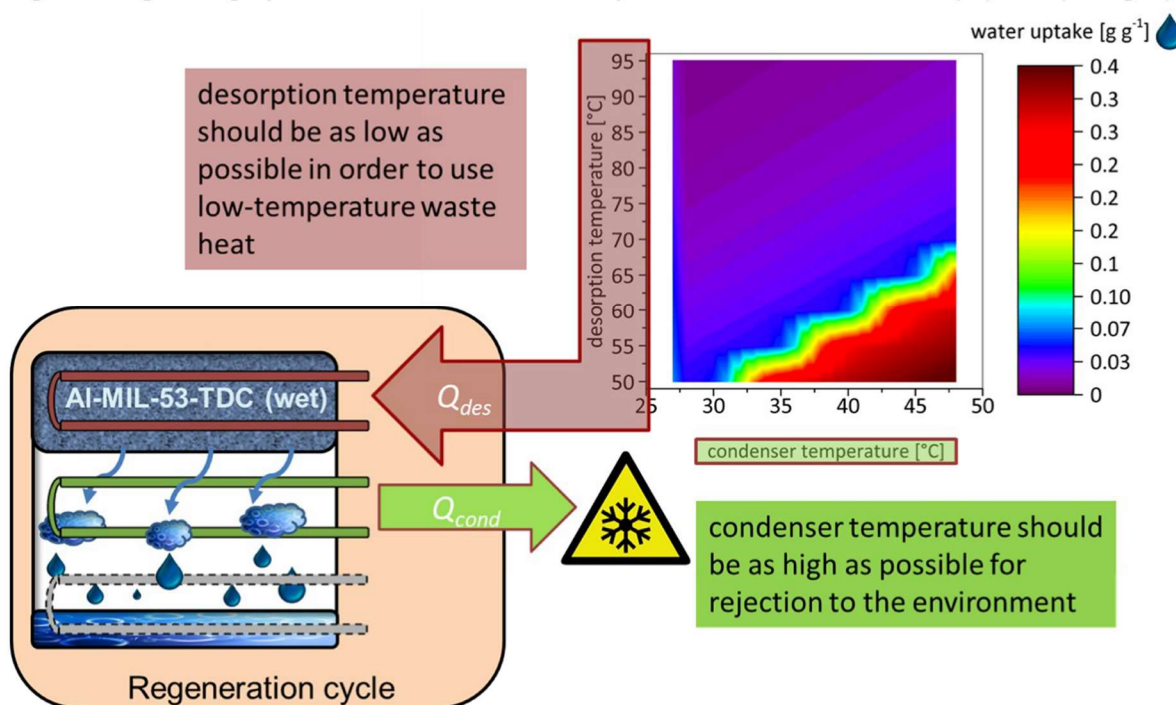 water uptake [g g⁻¹]
desorption temperature
should be as low as
possible in order to use
low-temperature waste
heat
desorption temperature [°C]
95
90
85
80
75
70
65
60
55
50
25
30
35
40
45
50
condenser temperature [°C]
0.4
0.3
0.3
0.2
0.2
0.1
0.10
0.07
0.03
0
Al-MIL-53-TDC (wet)
Qdes
Qcond
condenser temperature should
be as high as possible for
rejection to the environment
Regeneration cycle